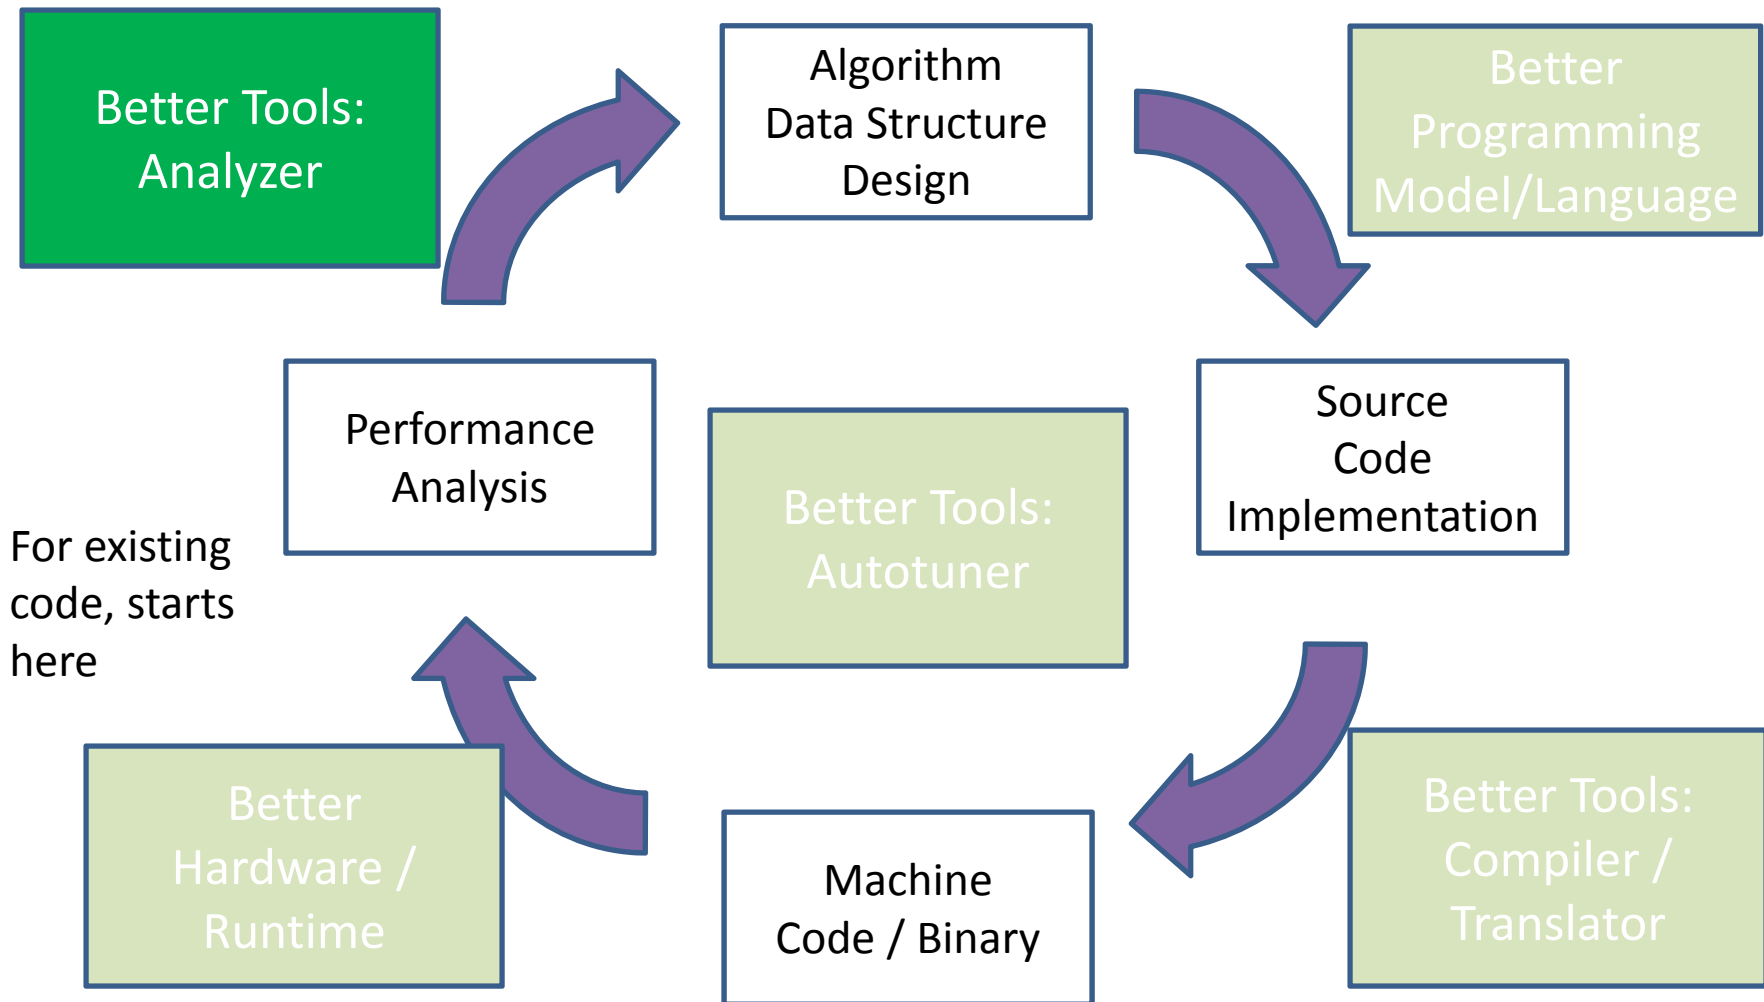 Better Tools:
Analyzer
Algorithm
Data Structure
Design
Better
Programming
Model/Language
Performance
Analysis
Better Tools:
Autotuner
Source
Code
Implementation
For existing
code, starts
here
Better
Hardware /
Runtime
Machine
Code / Binary
Better Tools:
Compiler /
Translator